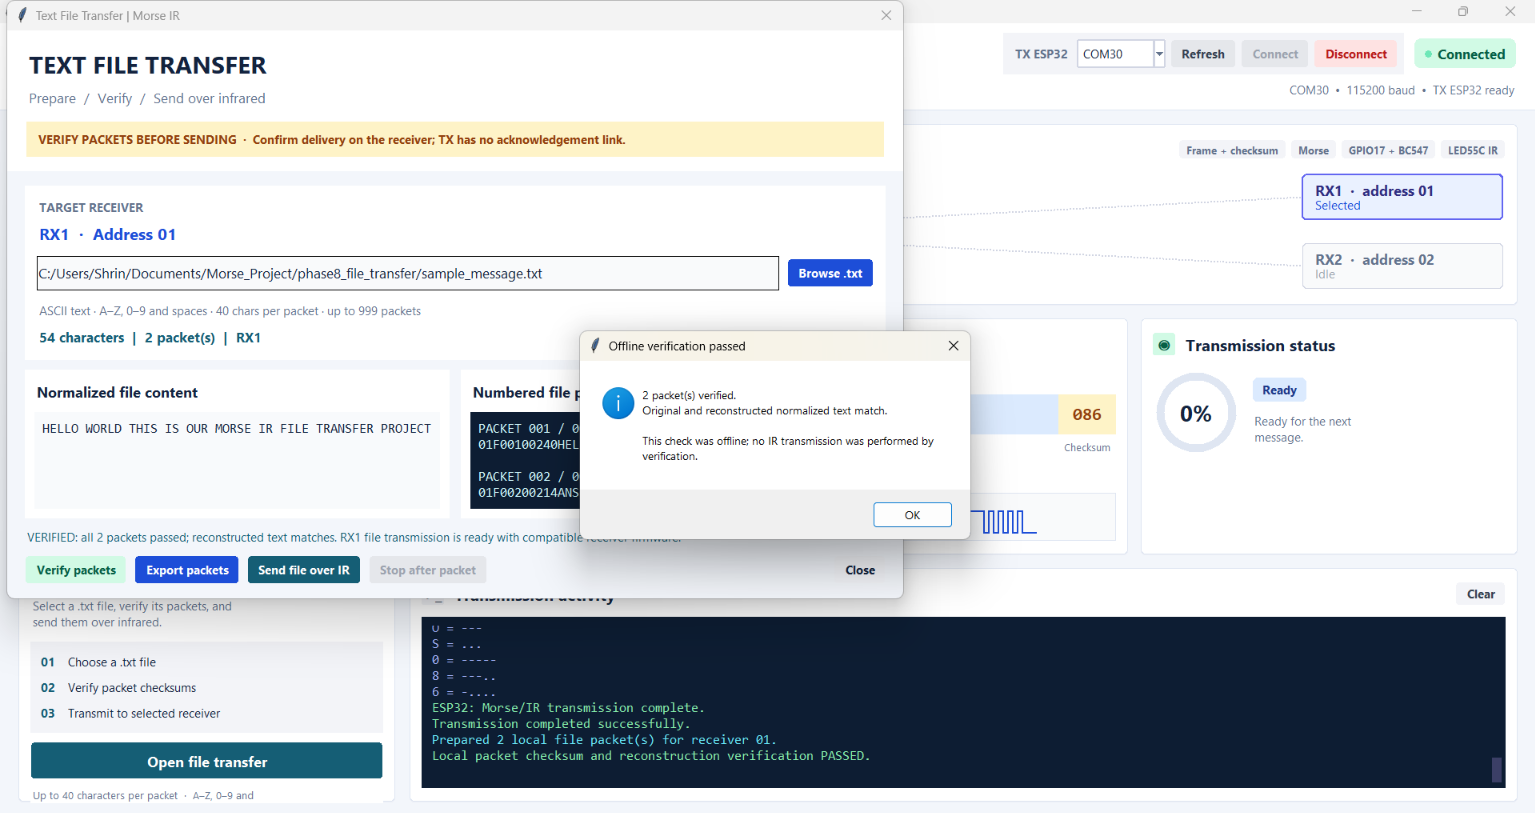 Text File Transfer | Morse IR
TEXT FILE TRANSFER
Prepare / Verify / Send over infrared
VERIFY PACKETS BEFORE SENDING · Confirm delivery on the receiver; TX has no acknowledgement link.
TARGET RECEIVER
RX1 · Address 01
C:/Users/Shrin/Documents/Morse_Project/phase8_file_transfer/sample_message.txt
Browse .txt
ASCII text · A–Z, 0–9 and spaces · 40 chars per packet · up to 999 packets
54 characters | 2 packet(s) | RX1
Normalized file content
HELLO WORLD THIS IS OUR MORSE IR FILE TRANSFER PROJECT
Numbered file
PACKET 001 / 0
01F00100240HEL
PACKET 002 / 0
01F00200214ANS
VERIFIED: all 2 packets passed; reconstructed text matches. RX1 file transmission is ready with compatible receiver firmware.
Verify packets
Export packets
Send file over IR
Stop after packet
Close
Offline verification passed
2 packet(s) verified.
Original and reconstructed normalized text match.
This check was offline; no IR transmission was performed by
verification.
OK
TX ESP32
COM30
Refresh
Connect
Disconnect
Connected
COM30 • 115200 baud • TX ESP32 ready
Frame + checksum
Morse
GPIO17 + BC547
LED55C IR
RX1 · address 01
Selected
RX2 · address 02
Idle
086
Checksum
Transmission status
0%
Ready
Ready for the next
message.
Select a .txt file, verify its packets, and
send them over infrared.
01 Choose a .txt file
02 Verify packet checksums
03 Transmit to selected receiver
Open file transfer
Up to 40 characters per packet · A–Z, 0–9 and
Transmission activity
Clear
O = ---
S = ...
0 = -----
8 = ---..
6 = -....
ESP32: Morse/IR transmission complete.
Transmission completed successfully.
Prepared 2 local file packet(s) for receiver 01.
Local packet checksum and reconstruction verification PASSED.